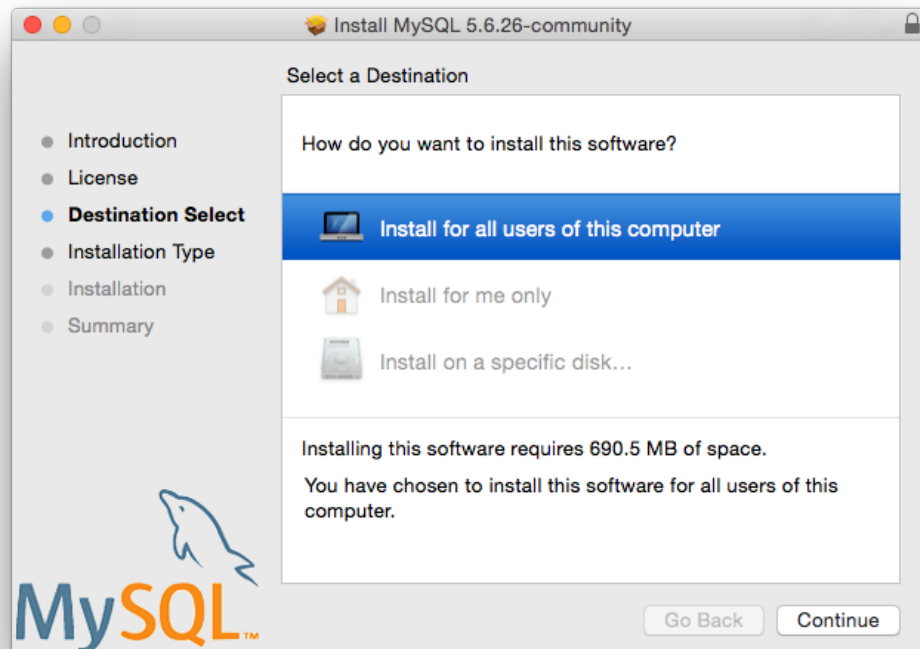 Install MySQL 5.6.26-community
Select a Destination
Introduction
License
Destination Select
Installation Type
Installation
Summary
How do you want to install this software?
Install for all users of this computer
Install for me only
Install on a specific disk...
Installing this software requires 690.5 MB of space.
You have chosen to install this software for all users of this
computer.
MySQL™
Go Back
Continue